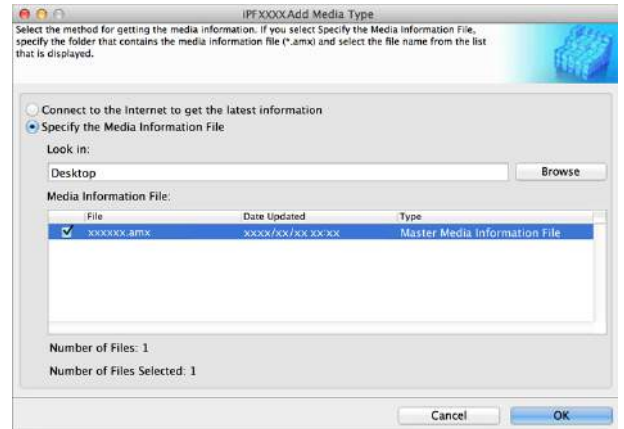 iPFXXXX Add Media Type
Select the method for getting the media information. If you select Specify the Media Information File,
specify the folder that contains the media information file (*.amx) and select the file name from the list
that is displayed.
Connect to the Internet to get the latest information
Specify the Media Information File
Look in:
Desktop Browse
Media Information File:
File Date Updated Type
xxxxxx.amx xxxx/xx/xx xx:xx Master Media Information File
Number of Files: 1
Number of Files Selected: 1
Cancel OK